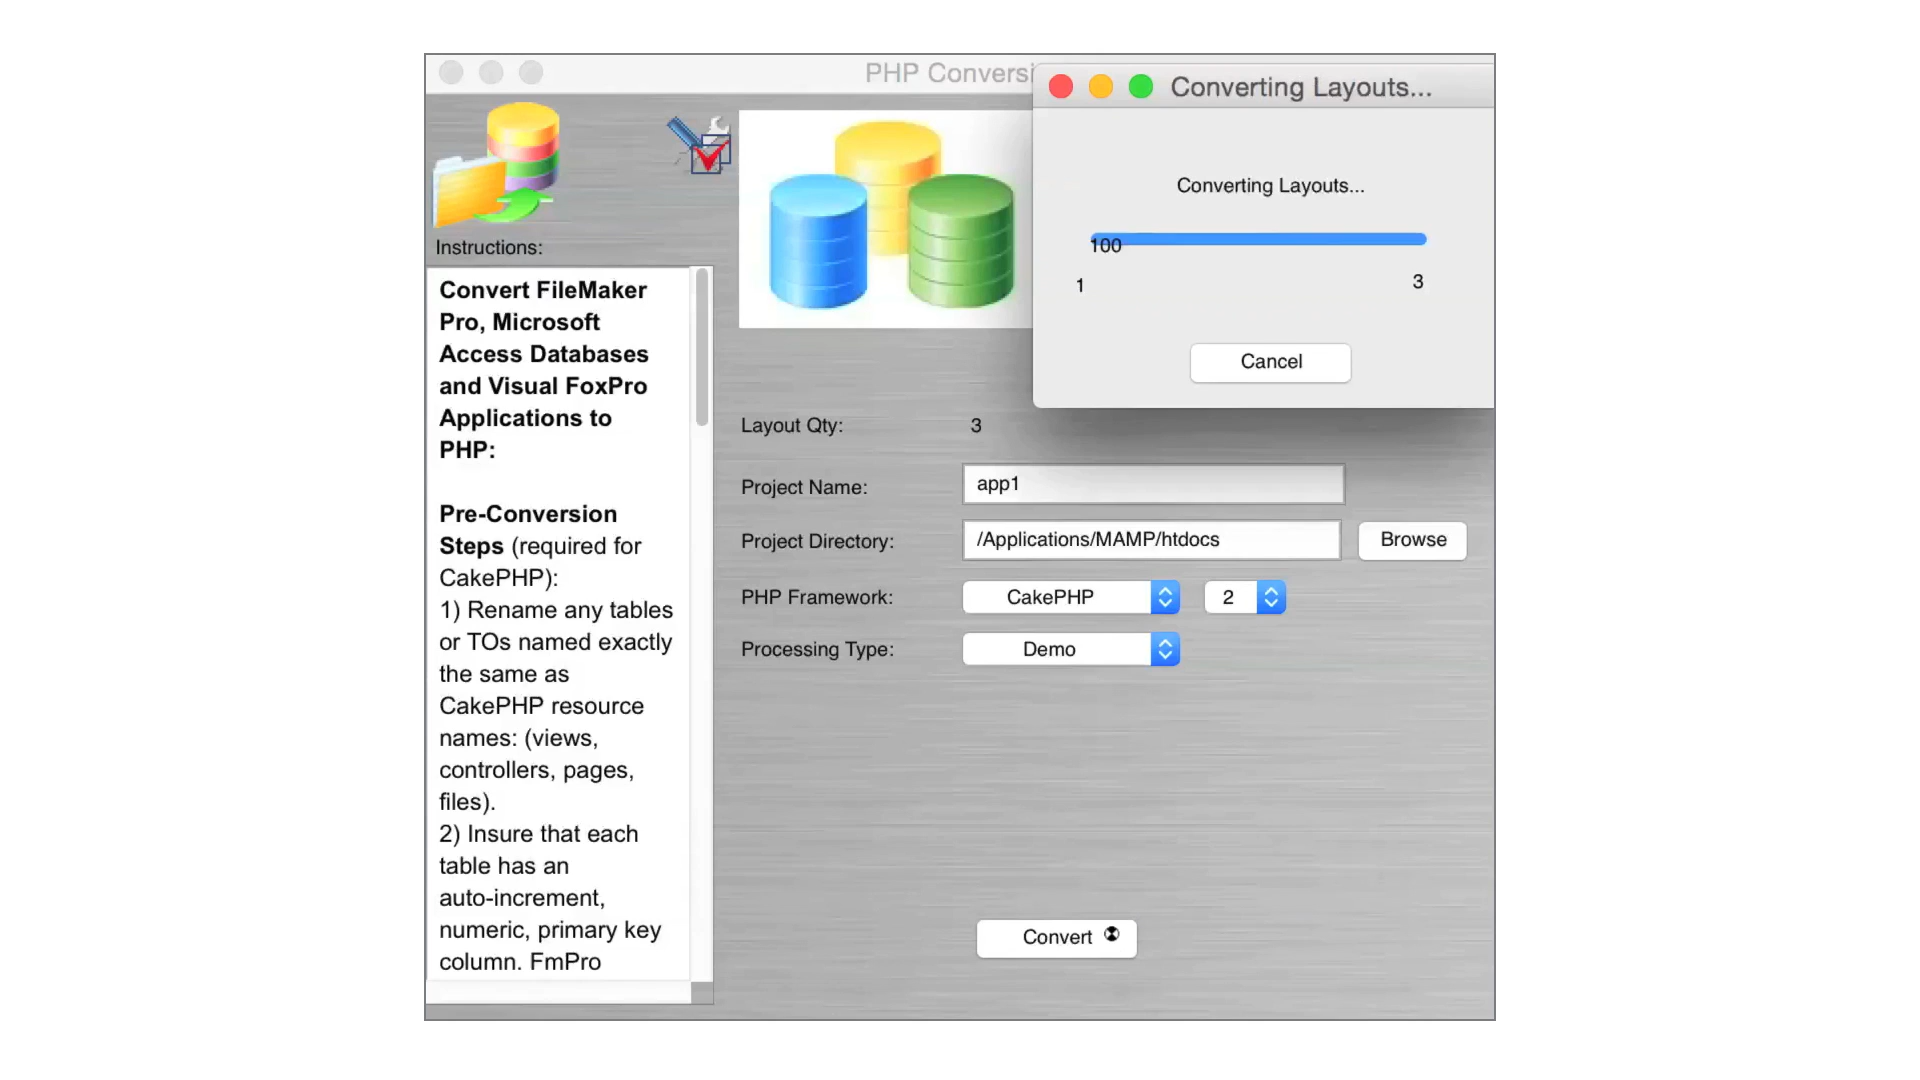 PHP Conversi
Converting Layouts...
Converting Layouts...
100
1
3
Cancel
Instructions:
Convert FileMaker
Pro, Microsoft
Access Databases
and Visual FoxPro
Applications to
PHP:
Pre-Conversion
Steps (required for
CakePHP):
1) Rename any tables
or TOs named exactly
the same as
CakePHP resource
names: (views,
controllers, pages,
files).
2) Insure that each
table has an
auto-increment,
numeric, primary key
column. FmPro
Layout Qty: 3
Project Name: app1
Project Directory: /Applications/MAMP/htdocs Browse
PHP Framework: CakePHP 2
Processing Type: Demo
Convert